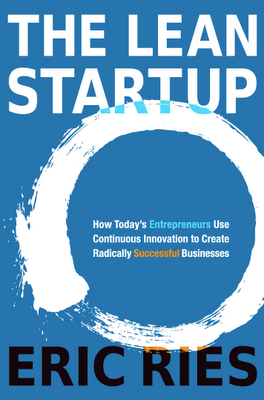 THE LEAN
STARTUP
How Today's Entrepreneurs Use
Continuous Innovation to Create
Radically Successful Businesses
ERIC RIES